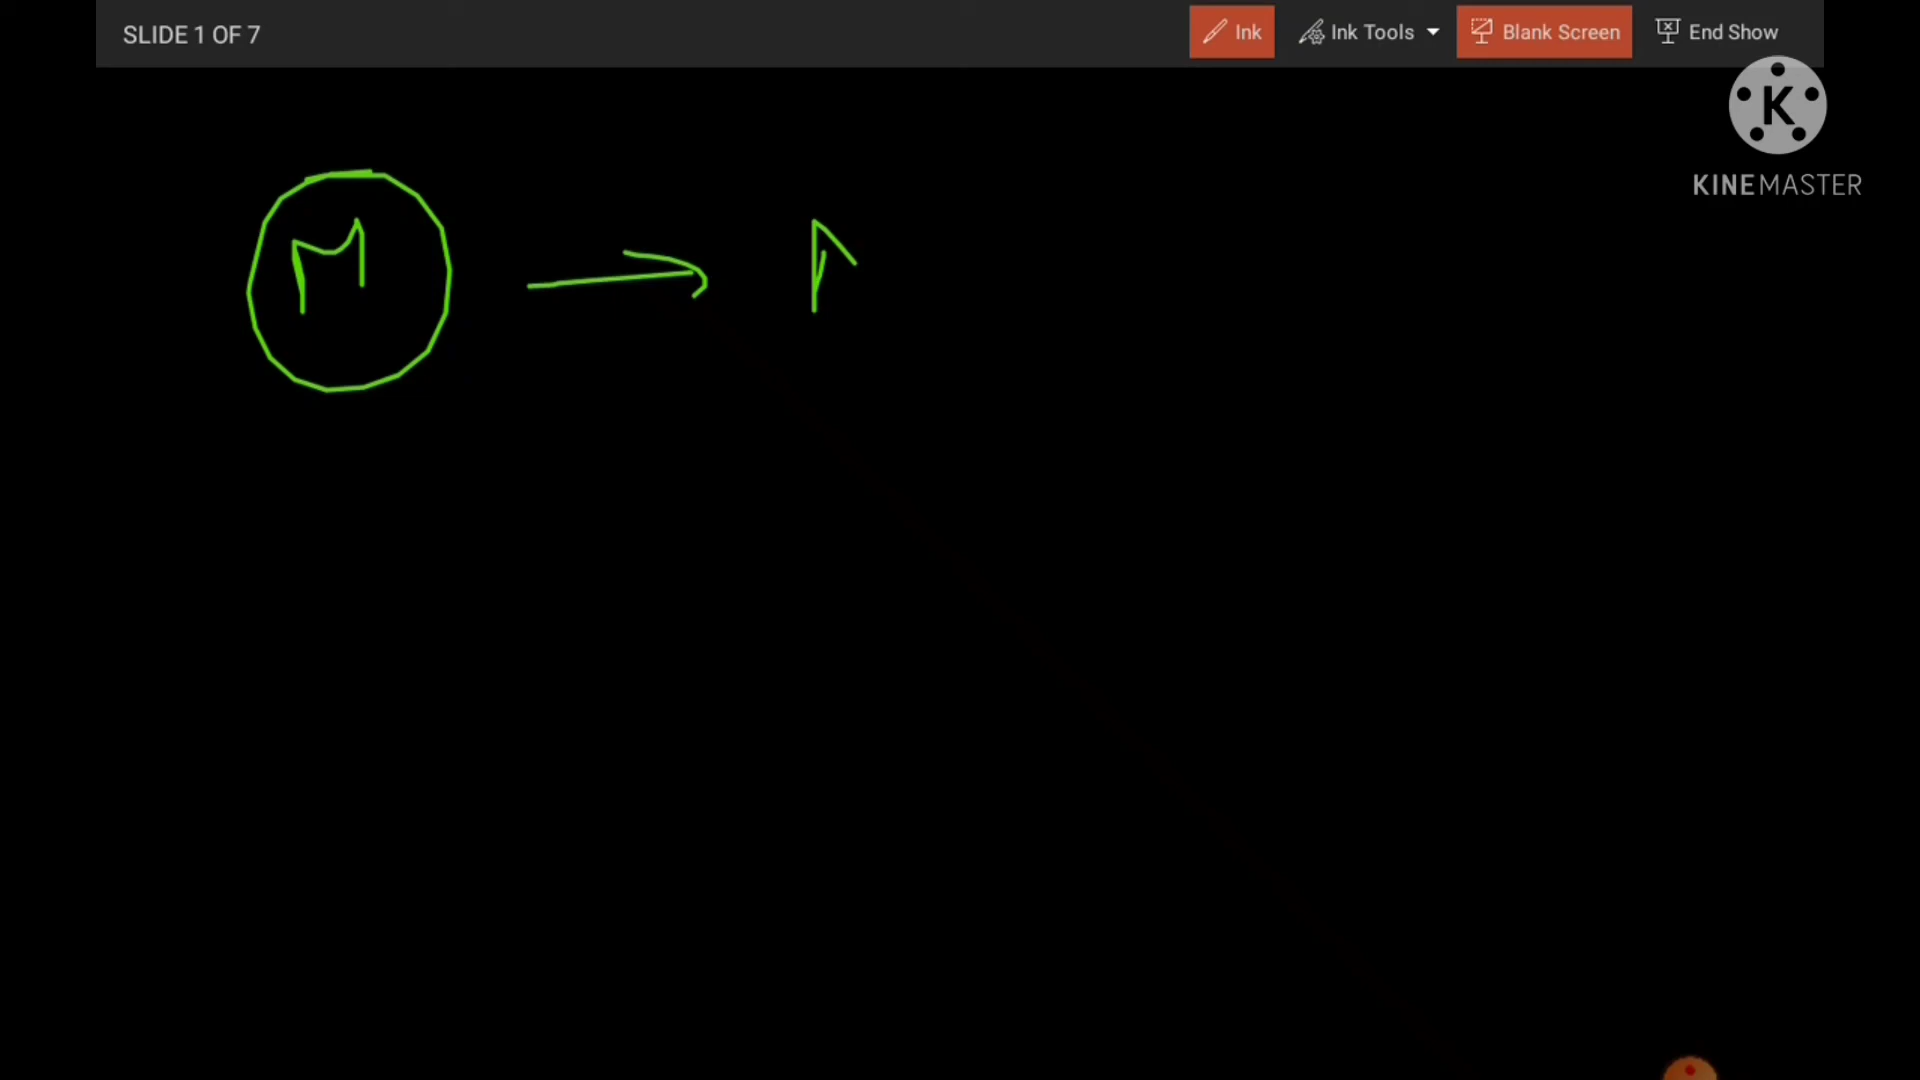 SLIDE 1 OF 7 Ink Ink Tools Blank Screen End Show
K
KINEMASTER
M →